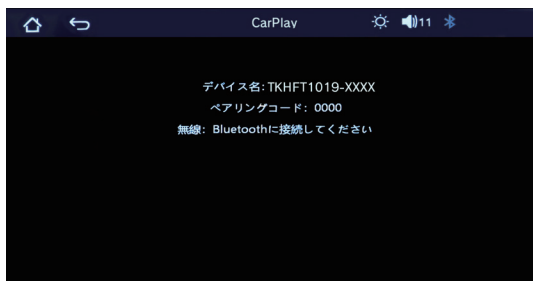 CarPlay 11
デバイス名: TKHFT1019-XXXX
ペアリングコード: 0000
無線: Bluetoothに接続してください